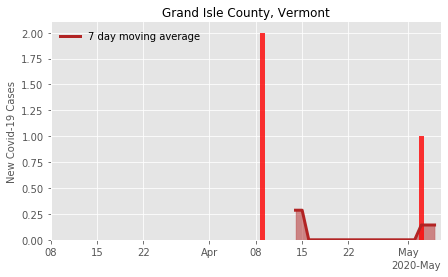 Grand Isle County, Vermont
7 day moving average
New Covid-19 Cases
2.00
1.75
1.50
1.25
1.00
0.75
0.50
0.25
0.00
08 15 22 Apr 08 15 22 May
2020-May